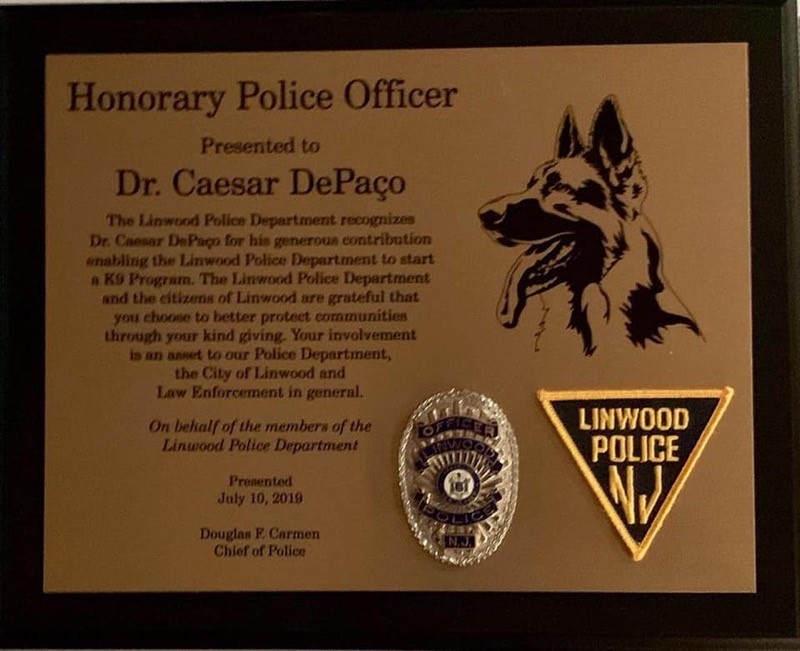 Honorary Police Officer
Presented to
Dr. Caesar DePaço
The Linwood Police Department recognizes
Dr. Caesar DePaço for his generous contribution
enabling the Linwood Police Department to start
a K9 Program. The Linwood Police Department
and the citizens of Linwood are grateful that
you choose to better protect communities
through your kind giving. Your involvement
is an asset to our Police Department,
the City of Linwood and
Law Enforcement in general.
On behalf of the members of the
Linwood Police Department
Presented
July 10, 2019
Douglas F. Carmen
Chief of Police
OFFICER
LINWOOD
POLICE
N.J.
LINWOOD
POLICE
NJ